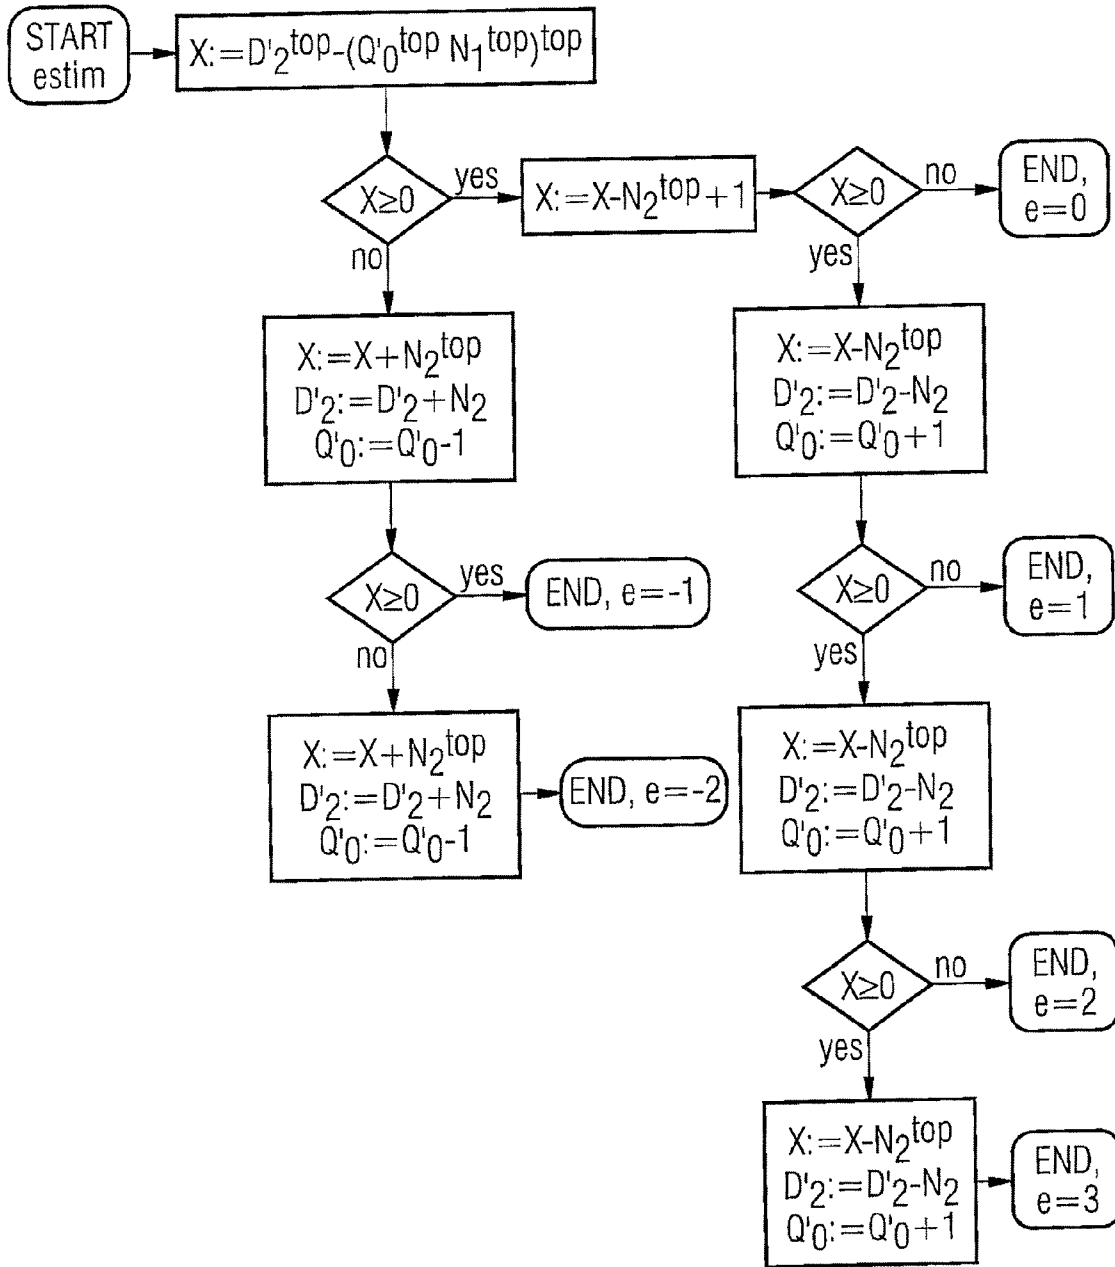 START
estim
X:=D'2top-(Q'0top N1top)top
X≥0
yes
no
X:=X-N2top+1
X≥0
no
yes
END,
e=0
X:=X+N2top
D'2:=D'2+N2
Q'0:=Q'0-1
X:=X-N2top
D'2:=D'2-N2
Q'0:=Q'0+1
X≥0
yes
no
END, e=-1
X≥0
no
yes
END,
e=1
X:=X+N2top
D'2:=D'2+N2
Q'0:=Q'0-1
END, e=-2
X:=X-N2top
D'2:=D'2-N2
Q'0:=Q'0+1
X≥0
no
yes
END,
e=2
X:=X-N2top
D'2:=D'2-N2
Q'0:=Q'0+1
END,
e=3